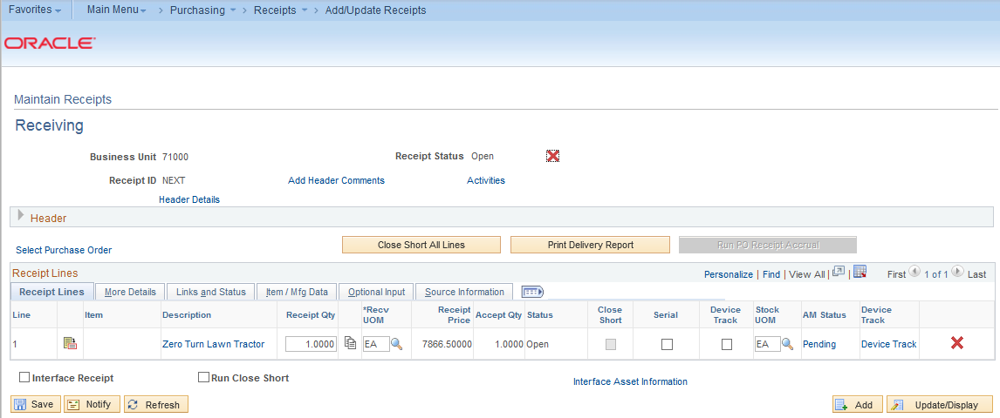 Favorites Main Menu > Purchasing > Receipts > Add/Update Receipts
ORACLE
Maintain Receipts
Receiving
Business Unit 71000 Receipt Status Open
Receipt ID NEXT Add Header Comments Activities
Header Details
Header
Select Purchase Order Close Short All Lines Print Delivery Report Run PO Receipt Accrual
Receipt Lines Personalize | Find | View All | | First 1 of 1 Last
Receipt Lines More Details Links and Status Item / Mfg Data Optional Input Source Information
Line Item Description Receipt Qty *Recv UOM Receipt Price Accept Qty Status Close Short Serial Device Track Stock UOM AM Status Device Track
1 Zero Turn Lawn Tractor 1.0000 EA 7866.50000 1.0000 Open EA Pending Device Track
Interface Receipt Run Close Short Interface Asset Information
Save Notify Refresh Add Update/Display